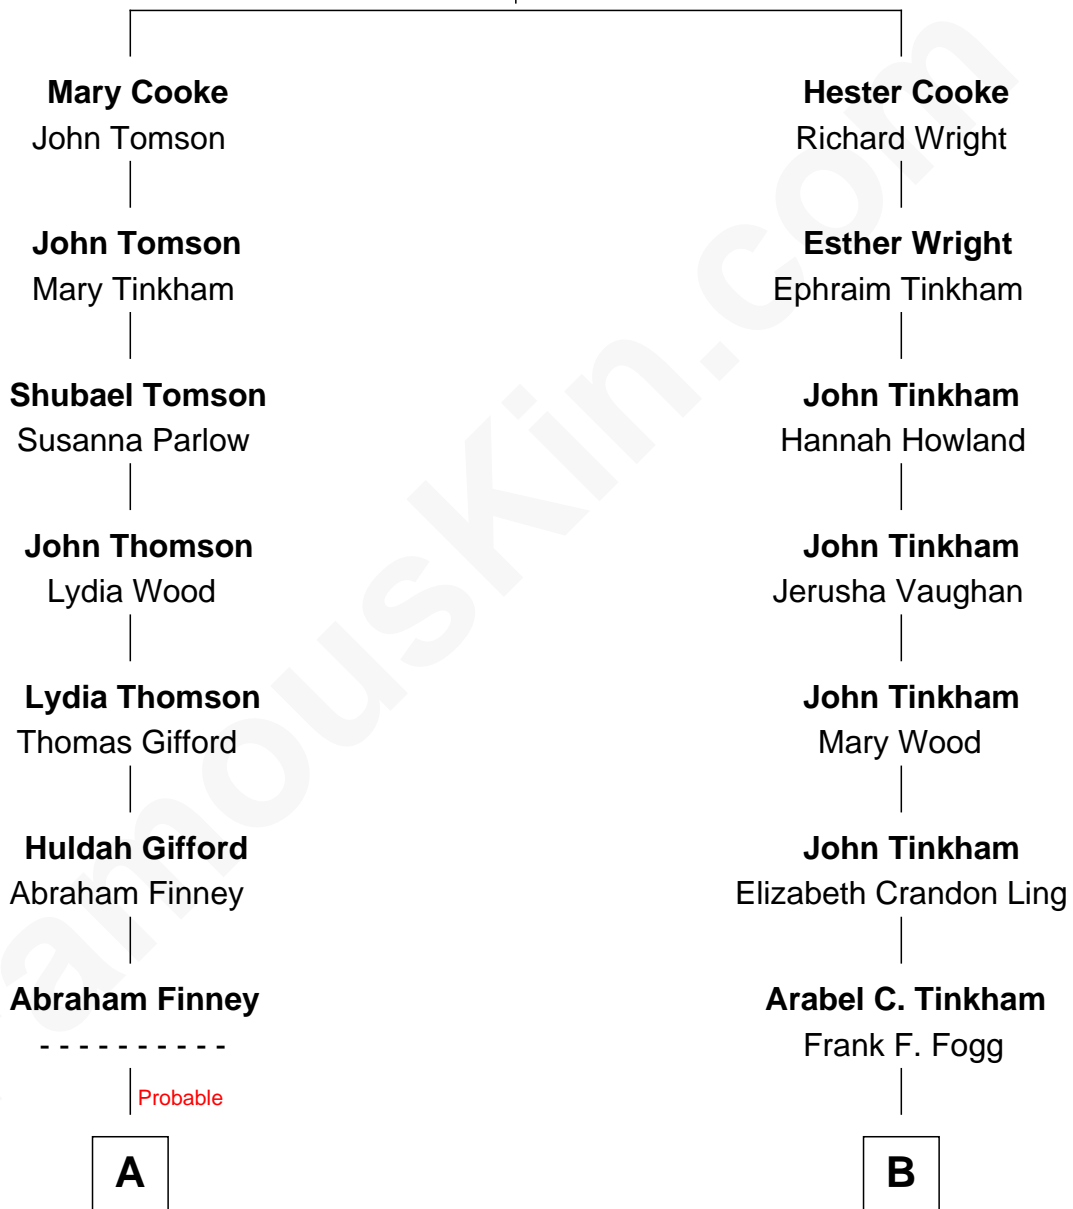 Mary Cooke
John Tomson
John Tomson
Mary Tinkham
Shubael Tomson
Susanna Parlow
John Thomson
Lydia Wood
Lydia Thomson
Thomas Gifford
Huldah Gifford
Abraham Finney
Abraham Finney
- - - - - - - - - -
Probable
A
Hester Cooke
Richard Wright
Esther Wright
Ephraim Tinkham
John Tinkham
Hannah Howland
John Tinkham
Jerusha Vaughan
John Tinkham
Mary Wood
John Tinkham
Elizabeth Crandon Ling
Arabel C. Tinkham
Frank F. Fogg
B
amouskin.com